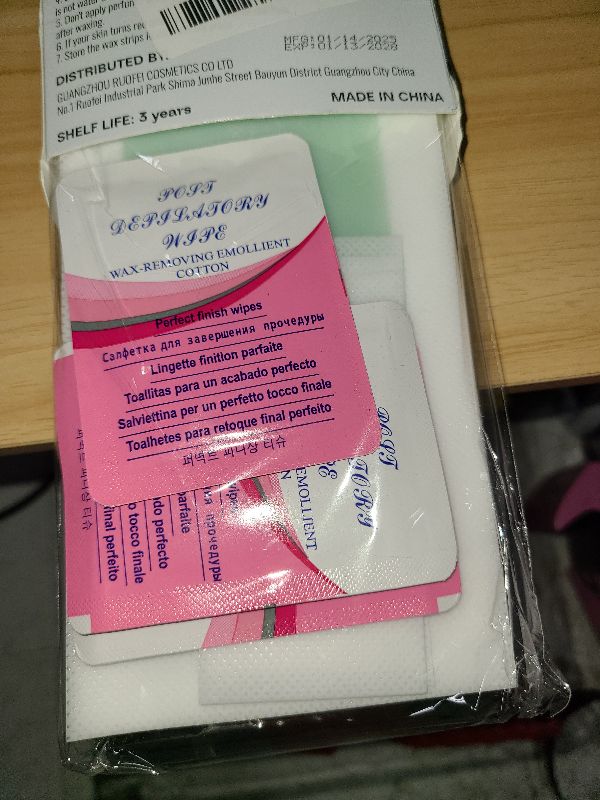 is not wate
5. Don't apply perfum
after waxing.
6. If your skin turns re
7. Store the wax strips i
MFG: 01/14/2025
EXP: 01/13/2028
DISTRIBUTED BY:
GUANGZHOU RUOFEI COSMETICS CO LTD
No.1 Ruofei Industrial Park Shima Junhe Street Baiyun District Guangzhou City China
MADE IN CHINA
SHELF LIFE: 3 years
POST
DEPILATORY
WIPE
WAX-REMOVING EMOLLIENT
COTTON
Perfect finish wipes
Салфетка для завершения процедуры
Lingette finition parfaite
Toallitas para un acabado perfecto
Salviettina per un perfetto tocco finale
Toalhetes para retoque final perfeito
퍼펙트 피니상 티슈
EMOLLIENT
wipes
процедуры
parfaite
do perfecto
o tocco finale
inal perfeito